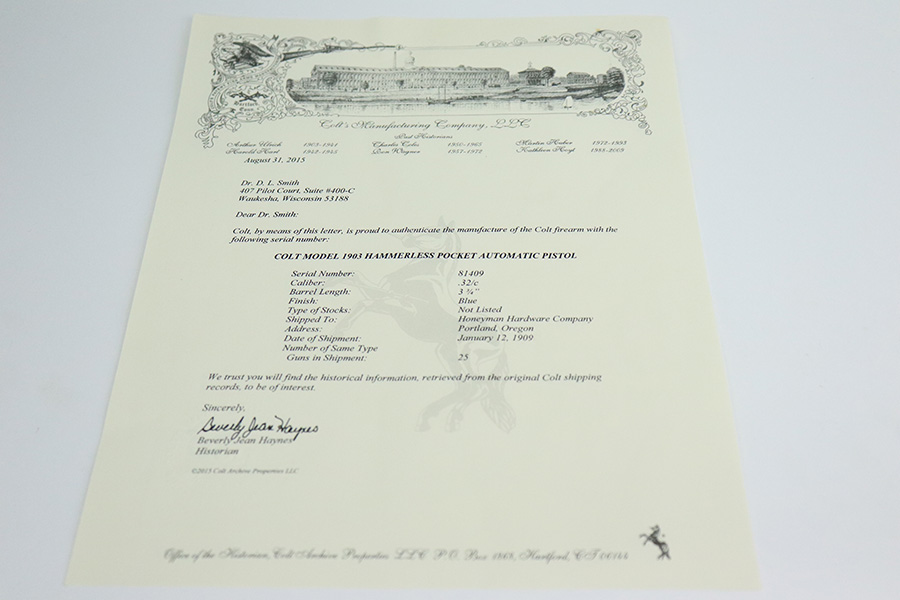 Hartford Conn
Colt's Manufacturing Company, LLC
Past Historians
Arthur Ulrich 1903-1941 Charles Coles 1950-1965 Martin Huber 1972-1993
Harold Hart 1942-1945 Don Wagner 1957-1972 Kathleen Hoyt 1988-2009
August 31, 2015
Dr. D. L. Smith
407 Pilot Court, Suite #400-C
Waukesha, Wisconsin 53188
Dear Dr. Smith:
Colt, by means of this letter, is proud to authenticate the manufacture of the Colt firearm with the
following serial number:
COLT MODEL 1903 HAMMERLESS POCKET AUTOMATIC PISTOL
Serial Number: 81409
Caliber: .32/c
Barrel Length: 3 ¾"
Finish: Blue
Type of Stocks: Not Listed
Shipped To: Honeyman Hardware Company
Address: Portland, Oregon
Date of Shipment: January 12, 1909
Number of Same Type
Guns in Shipment: 25
We trust you will find the historical information, retrieved from the original Colt shipping
records, to be of interest.
Sincerely,
Beverly Jean Haynes
Beverly Jean Haynes
Historian
©2015 Colt Archive Properties LLC
Office of the Historian, Colt Archive Properties LLC P.O. Box 1868, Hartford, CT 06144